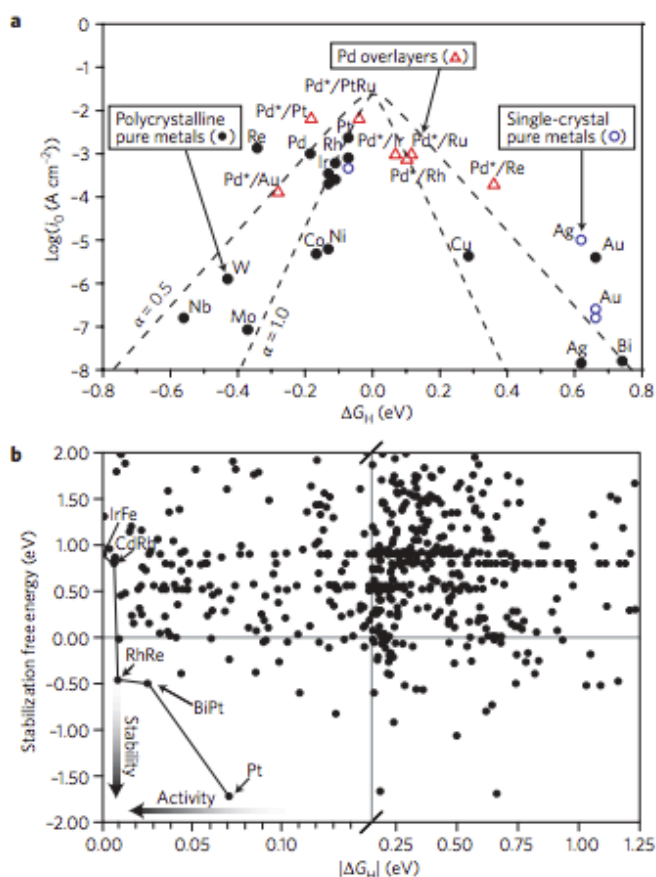 a
0
−1
−2
−3
−4
−5
−6
−7
−8
Log(i₀ (A cm⁻²))
−0.8 −0.6 −0.4 −0.2 0.0 0.2 0.4 0.6 0.8
ΔG_H (eV)
Polycrystalline
pure metals (●)
Pd overlayers (△)
Single-crystal
pure metals (○)
Pd*/PtRu
Pd*/Pt
Pt
Re
Pd
Rh
Ir
Pd*/Ir
Pd*/Ru
Pd*/Rh
Pd*/Re
Pd*/Au
Co
Ni
Cu
Ag
Au
W
Nb
Mo
Au
Ag
Bi
α = 0.5
α = 1.0
b
2.00
1.50
1.00
0.50
0.00
−0.50
−1.00
−1.50
−2.00
Stabilization free energy (eV)
IrFe
CdRh
RhRe
BiPt
Pt
Stability
Activity
0.00 0.05 0.10 0.25 0.50 0.75 1.00 1.25
|ΔG_H| (eV)